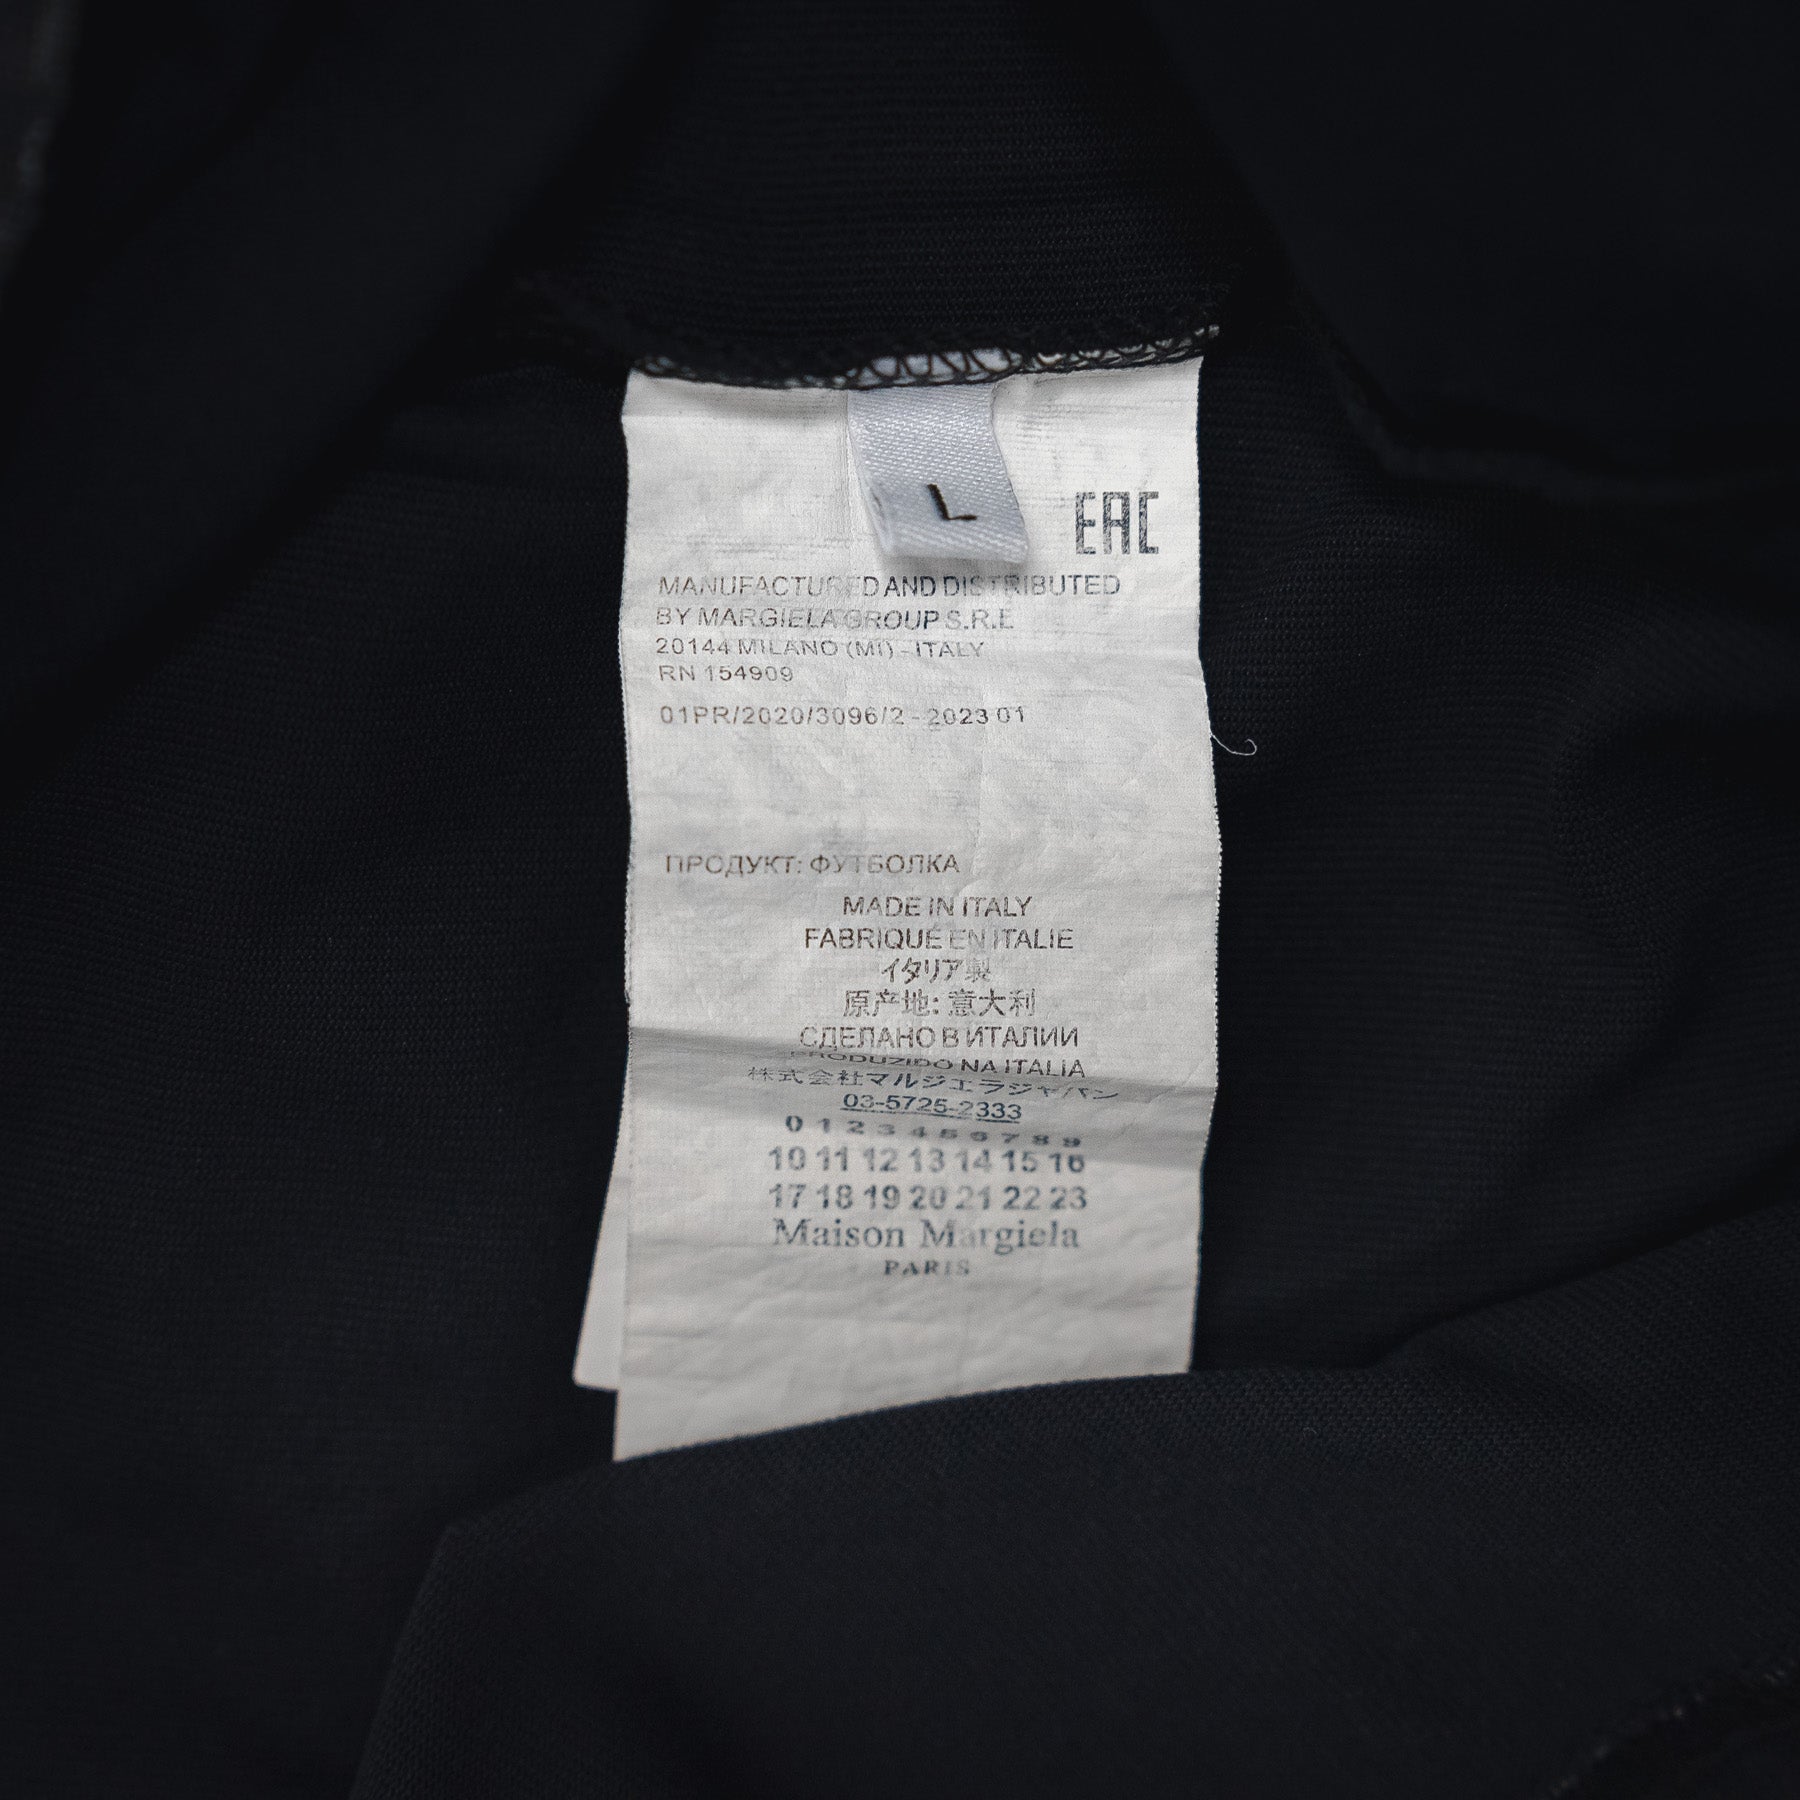 L
EAC
MANUFACTURED AND DISTRIBUTED
BY MARGIELA GROUP S.R.E
20144 MILANO (MI) - ITALY
RN 154909
01PR/2020/3096/2 - 2023 01
ПРОДУКТ: ФУТБОЛКА
MADE IN ITALY
FABRIQUÉ EN ITALIE
イタリア製
原产地: 意大利
СДЕЛАНО В ИТАЛИИ
PRODUZIDO NA ITALIA
株式会社マルジェラジャパン
03-5725-2333
0 1 2 3 4 5 6 7 8 9
10 11 12 13 14 15 16
17 18 19 20 21 22 23
Maison Margiela
PARIS